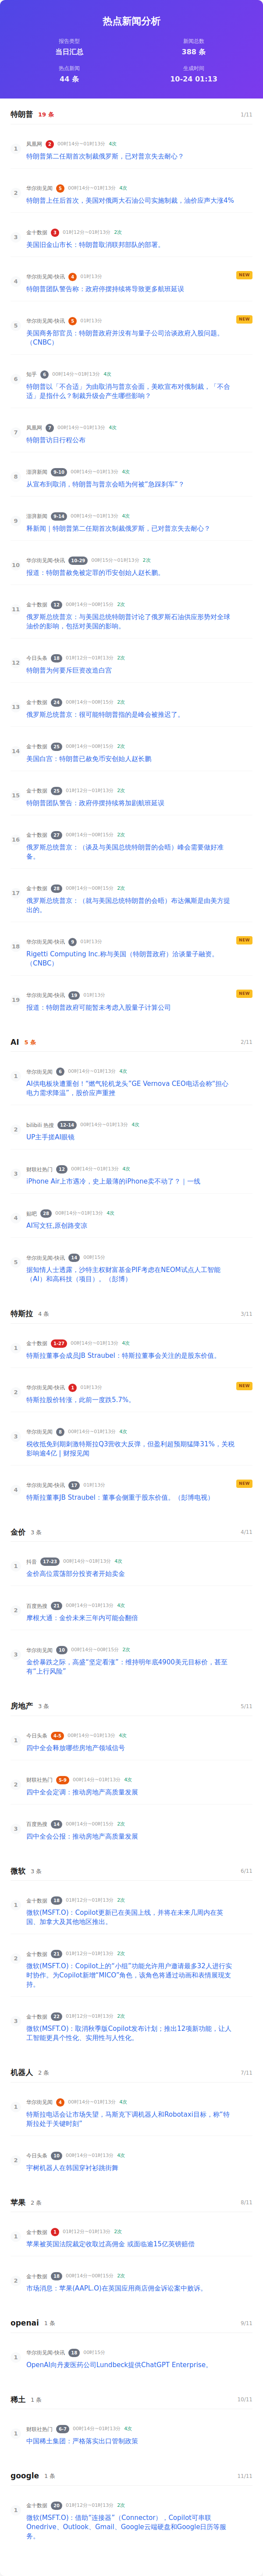 热点新闻分析
报告类型
新闻总数
当日汇总
388 条
热点新闻
生成时间
44 条
10-24 01:13
特朗普 19 条 1/11
1 凤凰网 2 00时14分~01时13分 4次
特朗普第二任期首次制裁俄罗斯，已对普京失去耐心？
2 华尔街见闻 5 00时14分~01时13分 4次
特朗普上任后首次，美国对俄两大石油公司实施制裁，油价应声大涨4%
3 金十数据 3 01时12分~01时13分 2次
美国旧金山市长：特朗普取消联邦部队的部署。
4 华尔街见闻-快讯 4 01时13分 NEW
特朗普团队警告称：政府停摆持续将导致更多航班延误
5 华尔街见闻-快讯 5 01时13分 NEW
美国商务部官员：特朗普政府并没有与量子公司洽谈政府入股问题。
（CNBC）
6 知乎 6 00时14分~01时13分 4次
特朗普以「不合适」为由取消与普京会面，美欧宣布对俄制裁，「不合
适」是指什么？制裁升级会产生哪些影响？
7 凤凰网 7 00时14分~01时13分 4次
特朗普访日行程公布
8 澎湃新闻 9-10 00时14分~01时13分 4次
从宣布到取消，特朗普与普京会晤为何被“急踩刹车”？
9 澎湃新闻 9-14 00时14分~01时13分 4次
释新闻｜特朗普第二任期首次制裁俄罗斯，已对普京失去耐心？
10 华尔街见闻-快讯 10-29 00时15分~01时13分 2次
报道：特朗普赦免被定罪的币安创始人赵长鹏。
11 金十数据 13 00时14分~00时15分 2次
俄罗斯总统普京：与美国总统特朗普讨论了俄罗斯石油供应形势对全球
油价的影响，包括对美国的影响。
12 今日头条 19 01时12分~01时13分 2次
特朗普为何要斥巨资改造白宫
13 金十数据 24 00时14分~00时15分 2次
俄罗斯总统普京：很可能特朗普指的是峰会被推迟了。
14 金十数据 25 00时14分~00时15分 2次
美国白宫：特朗普已赦免币安创始人赵长鹏
15 金十数据 25 01时12分~01时13分 2次
特朗普团队警告：政府停摆持续将加剧航班延误
16 金十数据 27 00时14分~00时15分 2次
俄罗斯总统普京：（谈及与美国总统特朗普的会晤）峰会需要做好准
备。
17 金十数据 28 00时14分~00时15分 2次
俄罗斯总统普京：（就与美国总统特朗普的会晤）布达佩斯是由美方提
出的。
18 华尔街见闻-快讯 9 01时13分 NEW
Rigetti Computing Inc.称与美国（特朗普政府）洽谈量子融资。
（CNBC）
19 华尔街见闻-快讯 19 01时13分 NEW
报道：特朗普政府可能暂未考虑入股量子计算公司
AI 5 条 2/11
1 华尔街见闻 6 00时14分~01时13分 4次
AI供电板块遭重创！“燃气轮机龙头”GE Vernova CEO电话会称“担心
电力需求降温”，股价应声重挫
2 bilibili 热搜 12-14 00时14分~01时13分 4次
UP主手搓AI眼镜
3 财联社热门 12 00时14分~01时13分 4次
iPhone Air上市遇冷，史上最薄的iPhone卖不动了？｜一线
4 贴吧 28 00时14分~01时13分 4次
AI写文狂,原创路变凉
5 华尔街见闻-快讯 14 00时15分
据知情人士透露，沙特主权财富基金PIF考虑在NEOM试点人工智能
（AI）和高科技（项目）。（彭博）
特斯拉 4 条 3/11
1 金十数据 1-27 00时14分~01时13分 4次
特斯拉董事会成员JB Straubel：特斯拉董事会关注的是股东价值。
2 华尔街见闻-快讯 1 01时13分 NEW
特斯拉股价转涨，此前一度跌5.7%。
3 华尔街见闻 8 00时14分~01时13分 4次
税收抵免到期刺激特斯拉Q3营收大反弹，但盈利超预期猛降31%，关税
影响逾4亿 | 财报见闻
4 华尔街见闻-快讯 17 01时13分 NEW
特斯拉董事JB Straubel：董事会侧重于股东价值。（彭博电视）
金价 3 条 4/11
1 抖音 17-23 00时14分~01时13分 4次
金价高位震荡部分投资者开始卖金
2 百度热搜 21 00时14分~01时13分 4次
摩根大通：金价未来三年内可能会翻倍
3 华尔街见闻 10 00时14分~00时15分 2次
金价暴跌之际，高盛“坚定看涨”：维持明年底4900美元目标价，甚至
有“上行风险”
房地产 3 条 5/11
1 今日头条 4-5 00时14分~01时13分 4次
四中全会释放哪些房地产领域信号
2 财联社热门 5-9 00时14分~01时13分 4次
四中全会定调：推动房地产高质量发展
3 百度热搜 14 00时14分~00时15分 2次
四中全会公报：推动房地产高质量发展
微软 3 条 6/11
1 金十数据 18 01时12分~01时13分 2次
微软(MSFT.O)：Copilot更新已在美国上线，并将在未来几周内在英
国、加拿大及其他地区推出。
2 金十数据 21 01时12分~01时13分 2次
微软(MSFT.O)：Copilot上的“小组”功能允许用户邀请最多32人进行实
时协作。为Copilot新增“MICO”角色，该角色将通过动画和表情展现支
持。
3 金十数据 22 01时12分~01时13分 2次
微软(MSFT.O)：取消秋季版Copilot发布计划；推出12项新功能，让人
工智能更具个性化、实用性与人性化。
机器人 2 条 7/11
1 华尔街见闻 4 00时14分~01时13分 4次
特斯拉电话会让市场失望，马斯克下调机器人和Robotaxi目标，称“特
斯拉处于关键时刻”
2 今日头条 10 00时14分~01时13分 4次
宇树机器人在韩国穿衬衫跳街舞
苹果 2 条 8/11
1 金十数据 1 01时12分~01时13分 2次
苹果被英国法院裁定收取过高佣金 或面临逾15亿英镑赔偿
2 金十数据 18 00时14分~00时15分 2次
市场消息：苹果(AAPL.O)在英国应用商店佣金诉讼案中败诉。
openai 1 条 9/11
1 华尔街见闻-快讯 18 00时15分
OpenAI向丹麦医药公司Lundbeck提供ChatGPT Enterprise。
稀土 1 条 10/11
1 财联社热门 6-7 00时14分~01时13分 4次
中国稀土集团：严格落实出口管制政策
google 1 条 11/11
1 金十数据 20 01时12分~01时13分 2次
微软(MSFT.O)：借助“连接器”（Connector），Copilot可串联
Onedrive、Outlook、Gmail、Google云端硬盘和Google日历等服
务。